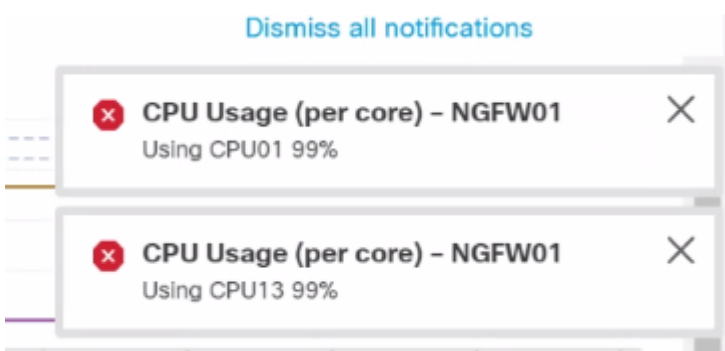 Dismiss all notifications
CPU Usage (per core) – NGFW01
Using CPU01 99%
CPU Usage (per core) – NGFW01
Using CPU13 99%